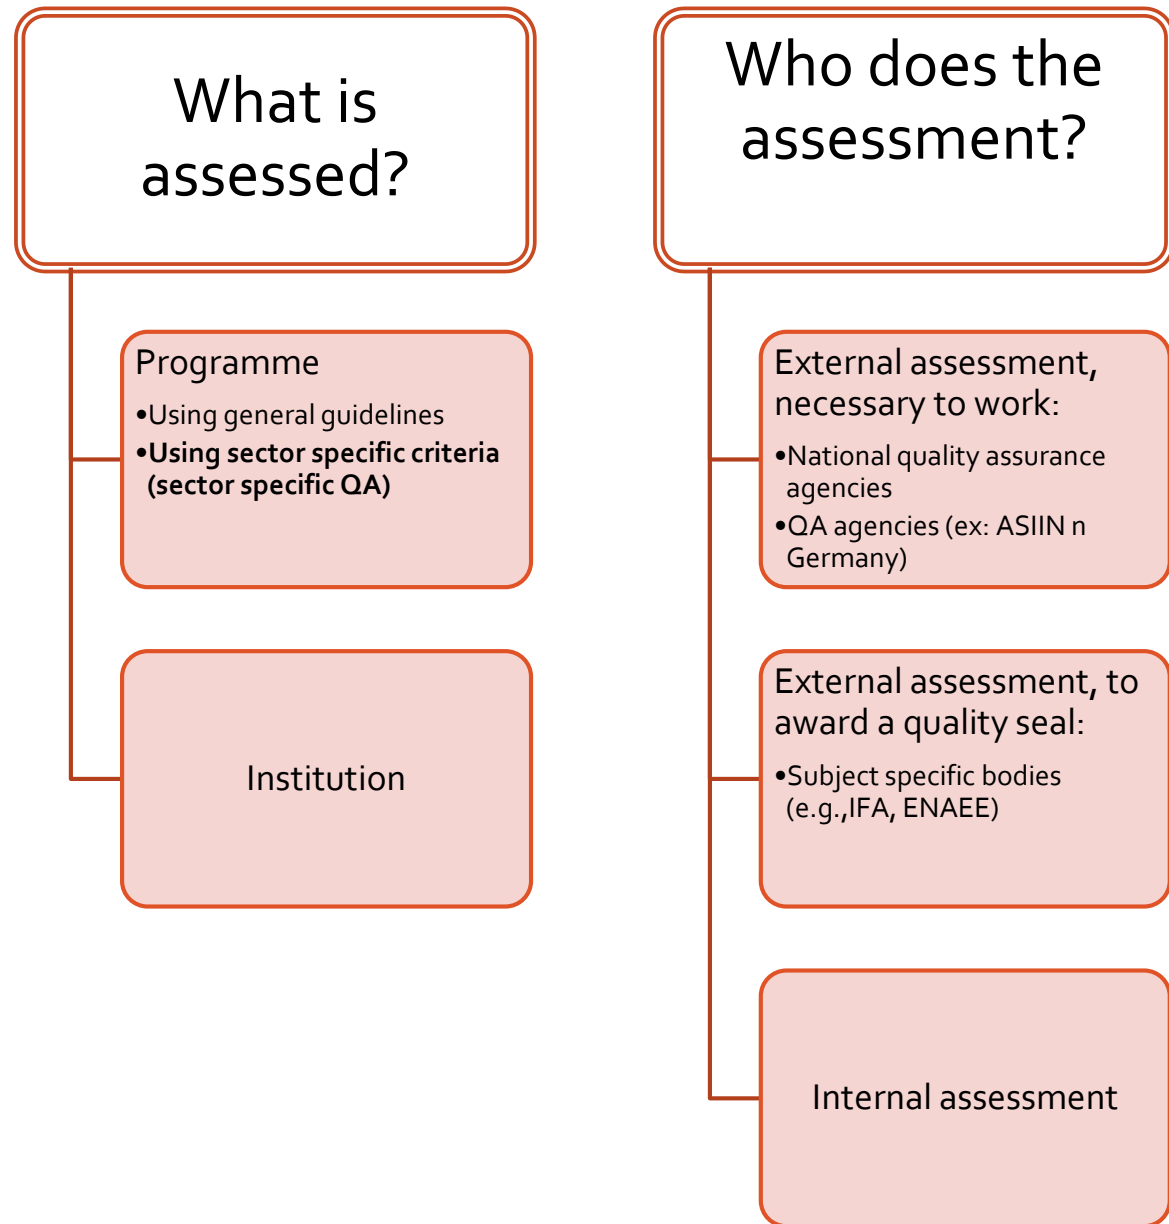 What is
assessed?
Programme
•Using general guidelines
•Using sector specific criteria
(sector specific QA)
Institution
Who does the
assessment?
External assessment,
necessary to work:
•National quality assurance
agencies
•QA agencies (ex: ASIIN n
Germany)
External assessment, to
award a quality seal:
•Subject specific bodies
(e.g.,IFA, ENAEE)
Internal assessment